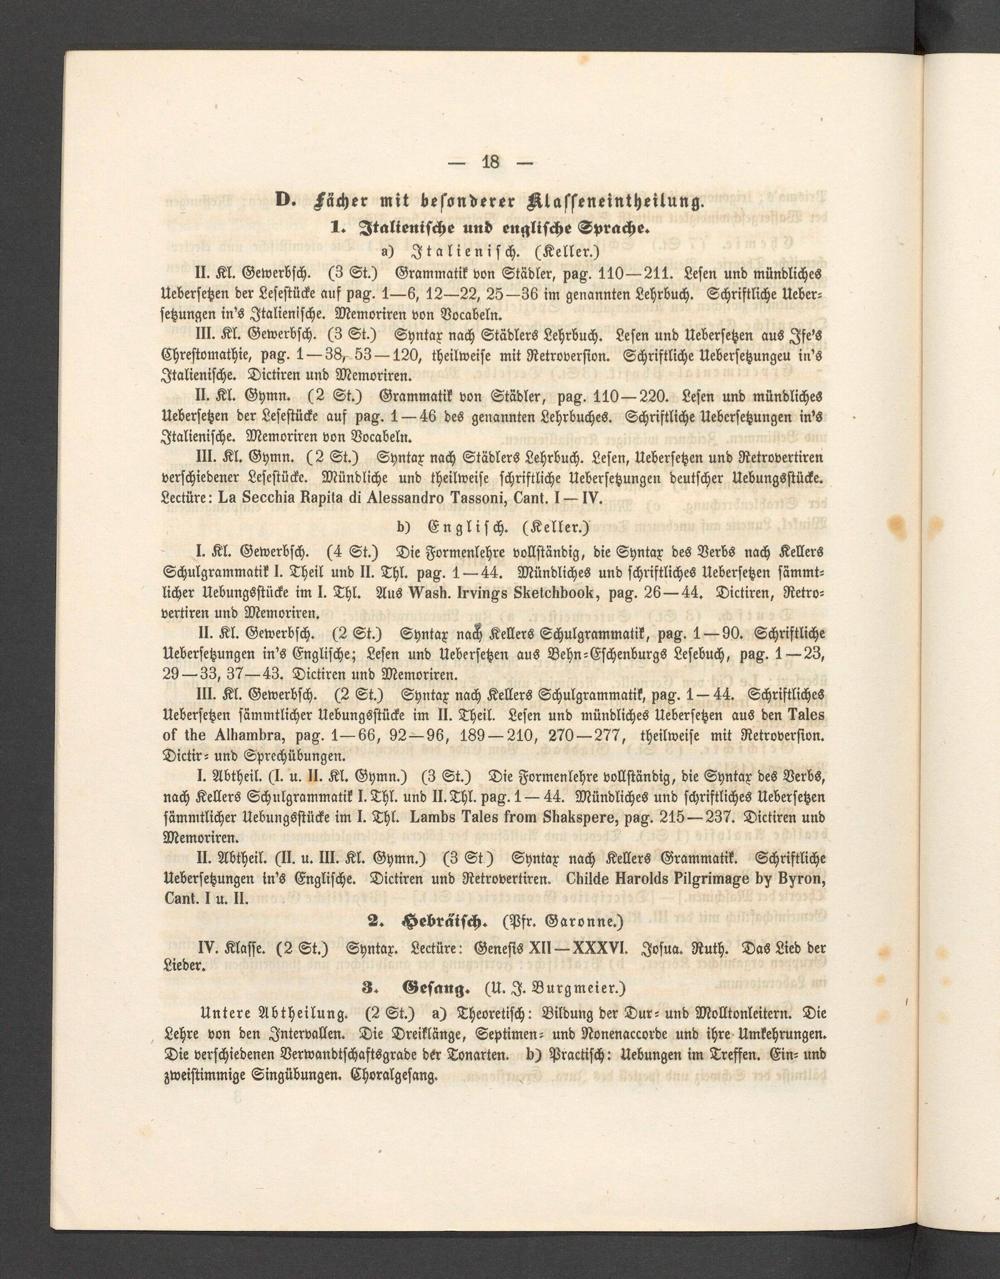 — 18 —
D. Fächer mit besonderer Klasseneintheilung.
1. Italienische und englische Sprache.
a) Italienisch. (Keller.)
II. Kl. Gewerbsch. (3 St.) Grammatik von Städler, pag. 110—211. Lesen und mündliches
Uebersetzen der Lesestücke auf pag. 1—6, 12—22, 25—36 im genannten Lehrbuch. Schriftliche Ueber-
setzungen in's Italienische. Memoriren von Vocabeln.
III. Kl. Gewerbsch. (3 St.) Syntax nach Städlers Lehrbuch. Lesen und Uebersetzen aus Ife's
Chrestomathie, pag. 1—38, 53—120, theilweise mit Retroversion. Schriftliche Uebersetzungeu in's
Italienische. Dictiren und Memoriren.
II. Kl. Gymn. (2 St.) Grammatik von Städler, pag. 110—220. Lesen und mündliches
Uebersetzen der Lesestücke auf pag. 1—46 des genannten Lehrbuches. Schriftliche Uebersetzungen in's
Italienische. Memoriren von Vocabeln.
III. Kl. Gymn. (2 St.) Syntax nach Städlers Lehrbuch. Lesen, Uebersetzen und Retrovertiren
verschiedener Lesestücke. Mündliche und theilweise schriftliche Uebersetzungen deutscher Uebungsstücke.
Lectüre: La Secchia Rapita di Alessandro Tassoni, Cant. I—IV.
b) Englisch. (Keller.)
I. Kl. Gewerbsch. (4 St.) Die Formenlehre vollständig, die Syntax des Verbs nach Kellers
Schulgrammatik I. Theil und II. Thl. pag. 1—44. Mündliches und schriftliches Uebersetzen sämmt-
licher Uebungsstücke im I. Thl. Aus Wash. Irvings Sketchbook, pag. 26—44. Dictiren, Retro-
vertiren und Memoriren.
II. Kl. Gewerbsch. (2 St.) Syntax nach Kellers Schulgrammatik, pag. 1—90. Schriftliche
Uebersetzungen in's Englische; Lesen und Uebersetzen aus Behn-Eschenburgs Lesebuch, pag. 1—23,
29—33, 37—43. Dictiren und Memoriren.
III. Kl. Gewerbsch. (2 St.) Syntax nach Kellers Schulgrammatik, pag. 1—44. Schriftliches
Uebersetzen sämmtlicher Uebungsstücke im II. Theil. Lesen und mündliches Uebersetzen aus den Tales
of the Alhambra, pag. 1—66, 92—96, 189—210, 270—277, theilweise mit Retroversion.
Dictir- und Sprechübungen.
I. Abtheil. (I. u. II. Kl. Gymn.) (3 St.) Die Formenlehre vollständig, die Syntax des Verbs,
nach Kellers Schulgrammatik I. Thl. und II. Thl. pag. 1—44. Mündliches und schriftliches Uebersetzen
sämmtlicher Uebungsstücke im I. Thl. Lambs Tales from Shakspere, pag. 215—237. Dictiren und
Memoriren.
II. Abtheil. (II. u. III. Kl. Gymn.) (3 St) Syntax nach Kellers Grammatik. Schriftliche
Uebersetzungen in's Englische. Dictiren und Retrovertiren. Childe Harolds Pilgrimage by Byron,
Cant. I u. II.
2. Hebräisch. (Pfr. Garonne.)
IV. Klasse. (2 St.) Syntax. Lectüre: Genesis XII—XXXVI. Josua. Ruth. Das Lied der
Lieder.
3. Gesang. (U. J. Burgmeier.)
Untere Abtheilung. (2 St.) a) Theoretisch: Bildung der Dur- und Molltonleitern. Die
Lehre von den Intervallen. Die Dreiklänge, Septimen- und Nonenaccorde und ihre Umkehrungen.
Die verschiedenen Verwandtschaftsgrade der Tonarten. b) Practisch: Uebungen im Treffen. Ein- und
zweistimmige Singübungen. Choralgesang.